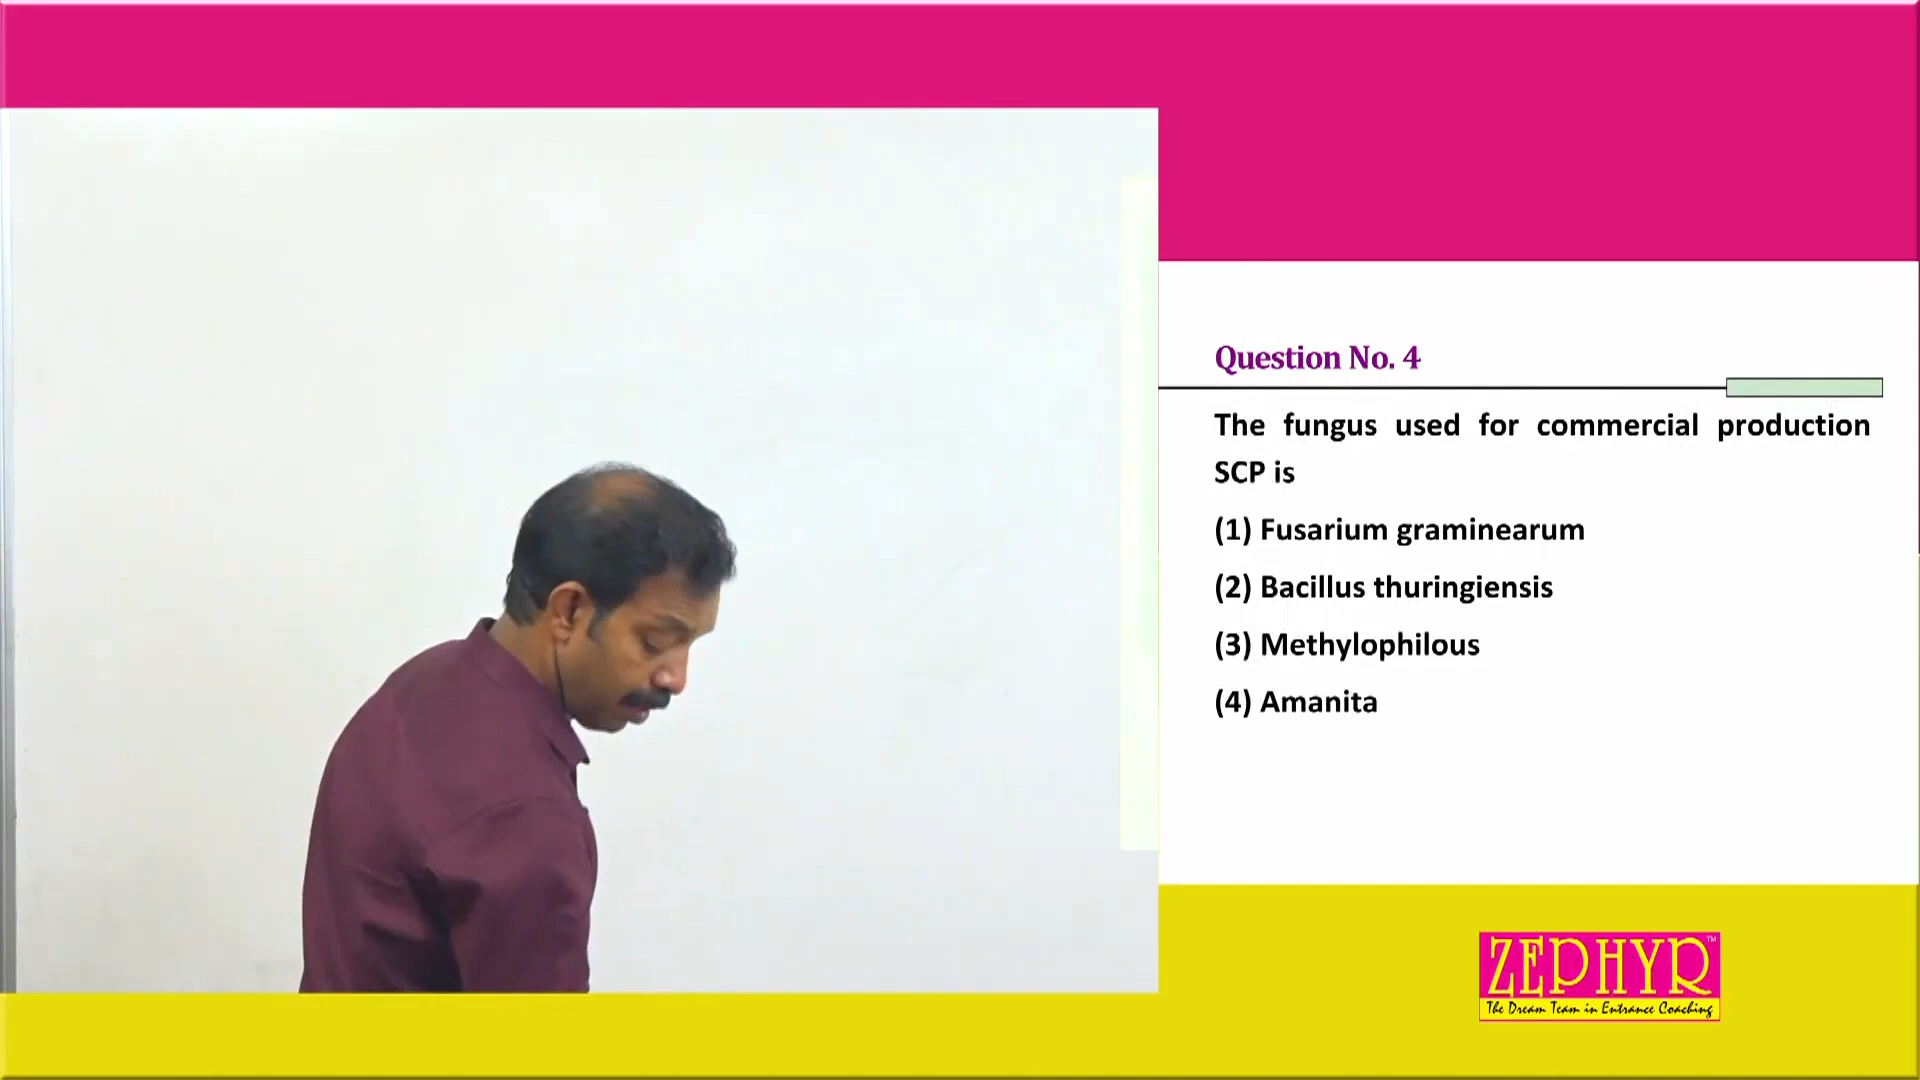 Question No. 4
The fungus used for commercial production
SCP is
(1) Fusarium graminearum
(2) Bacillus thuringiensis
(3) Methylophilous
(4) Amanita
ZEPHYR™
The Dream Team in Entrance Coaching